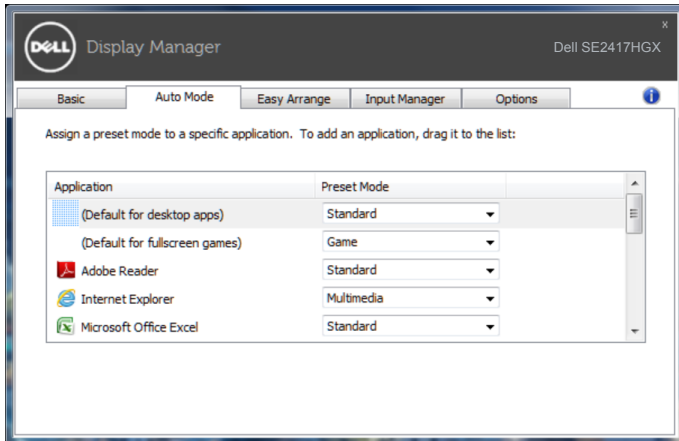 x
DELL Display Manager Dell SE2417HGX
Basic Auto Mode Easy Arrange Input Manager Options i
Assign a preset mode to a specific application. To add an application, drag it to the list:
Application Preset Mode
(Default for desktop apps) Standard
(Default for fullscreen games) Game
Adobe Reader Standard
Internet Explorer Multimedia
Microsoft Office Excel Standard